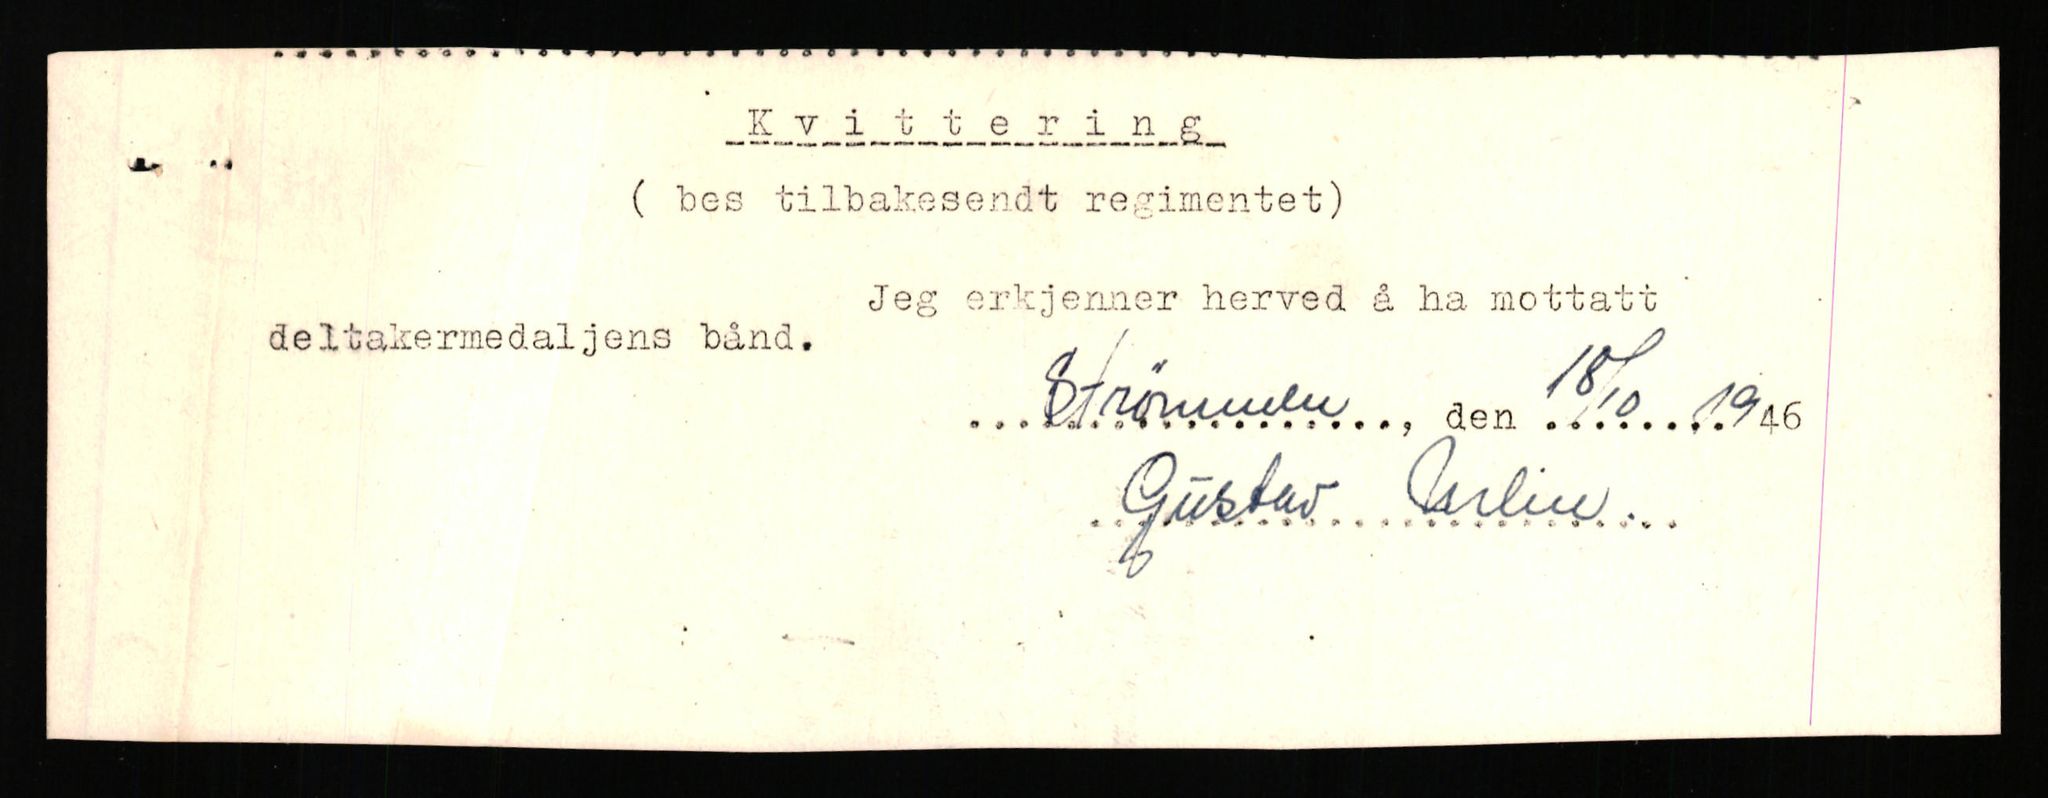 Kvittering
( bes tilbakesendt regimentet)
Jeg erkjenner herved å ha mottatt
deltakermedaljens bånd.
Strömmen, den 18/10 1946
Gustav